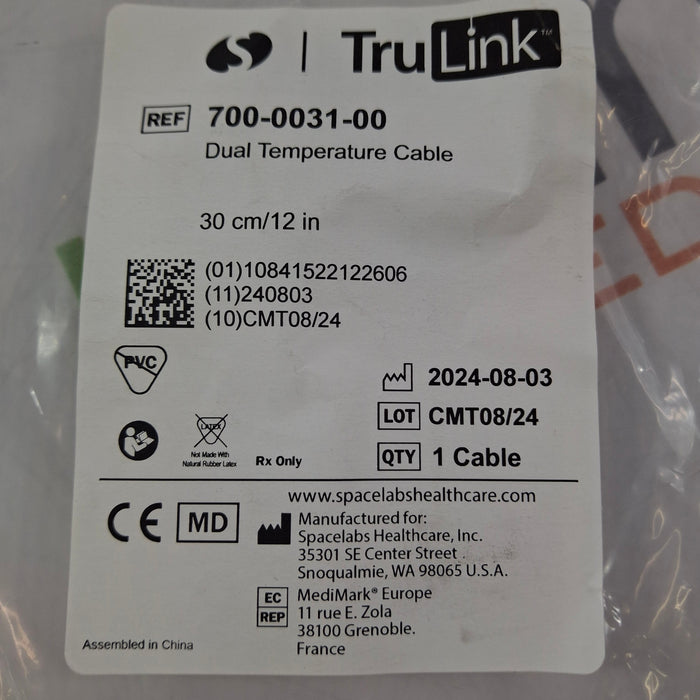 TruLink™
REF 700-0031-00
Dual Temperature Cable
30 cm/12 in
(01)10841522122606
(11)240803
(10)CMT08/24
PVC
2024-08-03
LOT CMT08/24
LATEX
Not Made With
Natural Rubber Latex
Rx Only
QTY 1 Cable
www.spacelabshealthcare.com
CE MD
Manufactured for:
Spacelabs Healthcare, Inc.
35301 SE Center Street
Snoqualmie, WA 98065 U.S.A.
EC REP
MediMark® Europe
11 rue E. Zola
38100 Grenoble.
France
Assembled in China